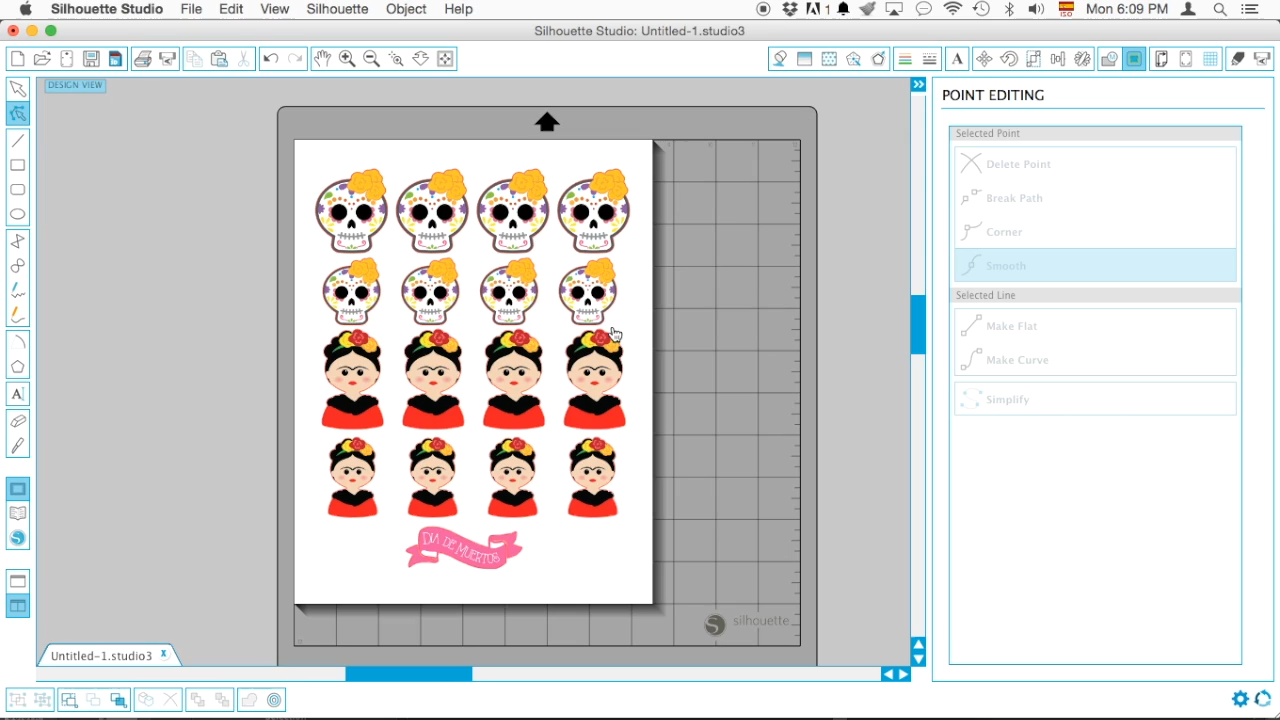 Silhouette Studio File Edit View Silhouette Object Help
1 ISO Mon 6:09 PM
Silhouette Studio: Untitled-1.studio3
DESIGN VIEW
POINT EDITING
Selected Point
Delete Point
Break Path
Corner
Smooth
Selected Line
Make Flat
Make Curve
Simplify
DIA DE MUERTOS
silhouette
Untitled-1.studio3 x